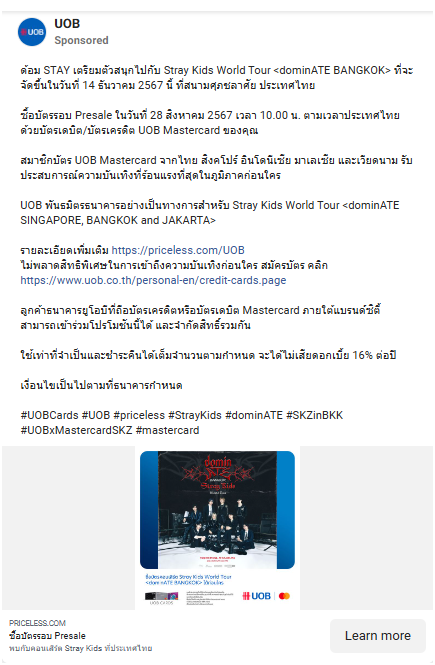 UOB
UOB
Sponsored
ด้อม STAY เตรียมตัวสนุกไปกับ Stray Kids World Tour <dominATE BANGKOK> ที่จะ
จัดขึ้นในวันที่ 14 ธันวาคม 2567 นี้ ที่สนามศุภชลาศัย ประเทศไทย
ซื้อบัตรรอบ Presale ในวันที่ 28 สิงหาคม 2567 เวลา 10.00 น. ตามเวลาประเทศไทย
ด้วยบัตรเดบิต/บัตรเครดิต UOB Mastercard ของคุณ
สมาชิกบัตร UOB Mastercard จากไทย สิงคโปร์ อินโดนีเซีย มาเลเซีย และเวียดนาม รับ
ประสบการณ์ความบันเทิงที่ร้อนแรงที่สุดในภูมิภาคก่อนใคร
UOB พันธมิตรธนาคารอย่างเป็นทางการสำหรับ Stray Kids World Tour <dominATE
SINGAPORE, BANGKOK and JAKARTA>
รายละเอียดเพิ่มเติม https://priceless.com/UOB
ไม่พลาดสิทธิพิเศษในการเข้าถึงความบันเทิงก่อนใคร สมัครบัตร คลิก
https://www.uob.co.th/personal-en/credit-cards.page
ลูกค้าธนาคารยูโอบีที่ถือบัตรเครดิตหรือบัตรเดบิต Mastercard ภายใต้แบรนด์ซิตี้
สามารถเข้าร่วมโปรโมชันนี้ได้ และจำกัดสิทธิ์รวมกัน
ใช้เท่าที่จำเป็นและชำระคืนได้เต็มจำนวนตามกำหนด จะได้ไม่เสียดอกเบี้ย 16% ต่อปี
เงื่อนไขเป็นไปตามที่ธนาคารกำหนด
#UOBCards #UOB #priceless #StrayKids #dominATE #SKZinBKK
#UOBxMastercardSKZ #mastercard
domin
ATE
Stray Kids
World Tour
ซื้อบัตรคอนเสิร์ต Stray Kids World Tour
<dominATE BANGKOK> ได้ก่อนใคร
UOB CARDS
UOB
PRICELESS.COM
ซื้อบัตรรอบ Presale
พบกับคอนเสิร์ต Stray Kids ที่ประเทศไทย
Learn more